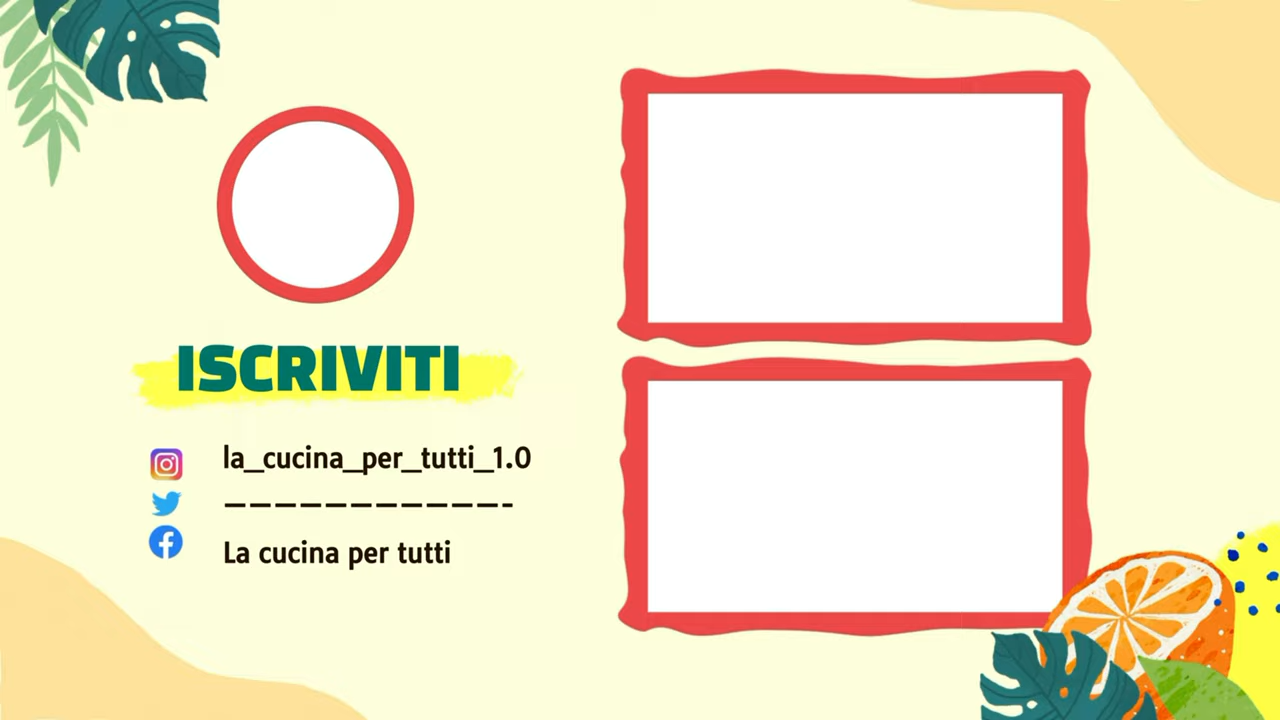 ISCRIVITI
la_cucina_per_tutti_1.0
———————————-
La cucina per tutti